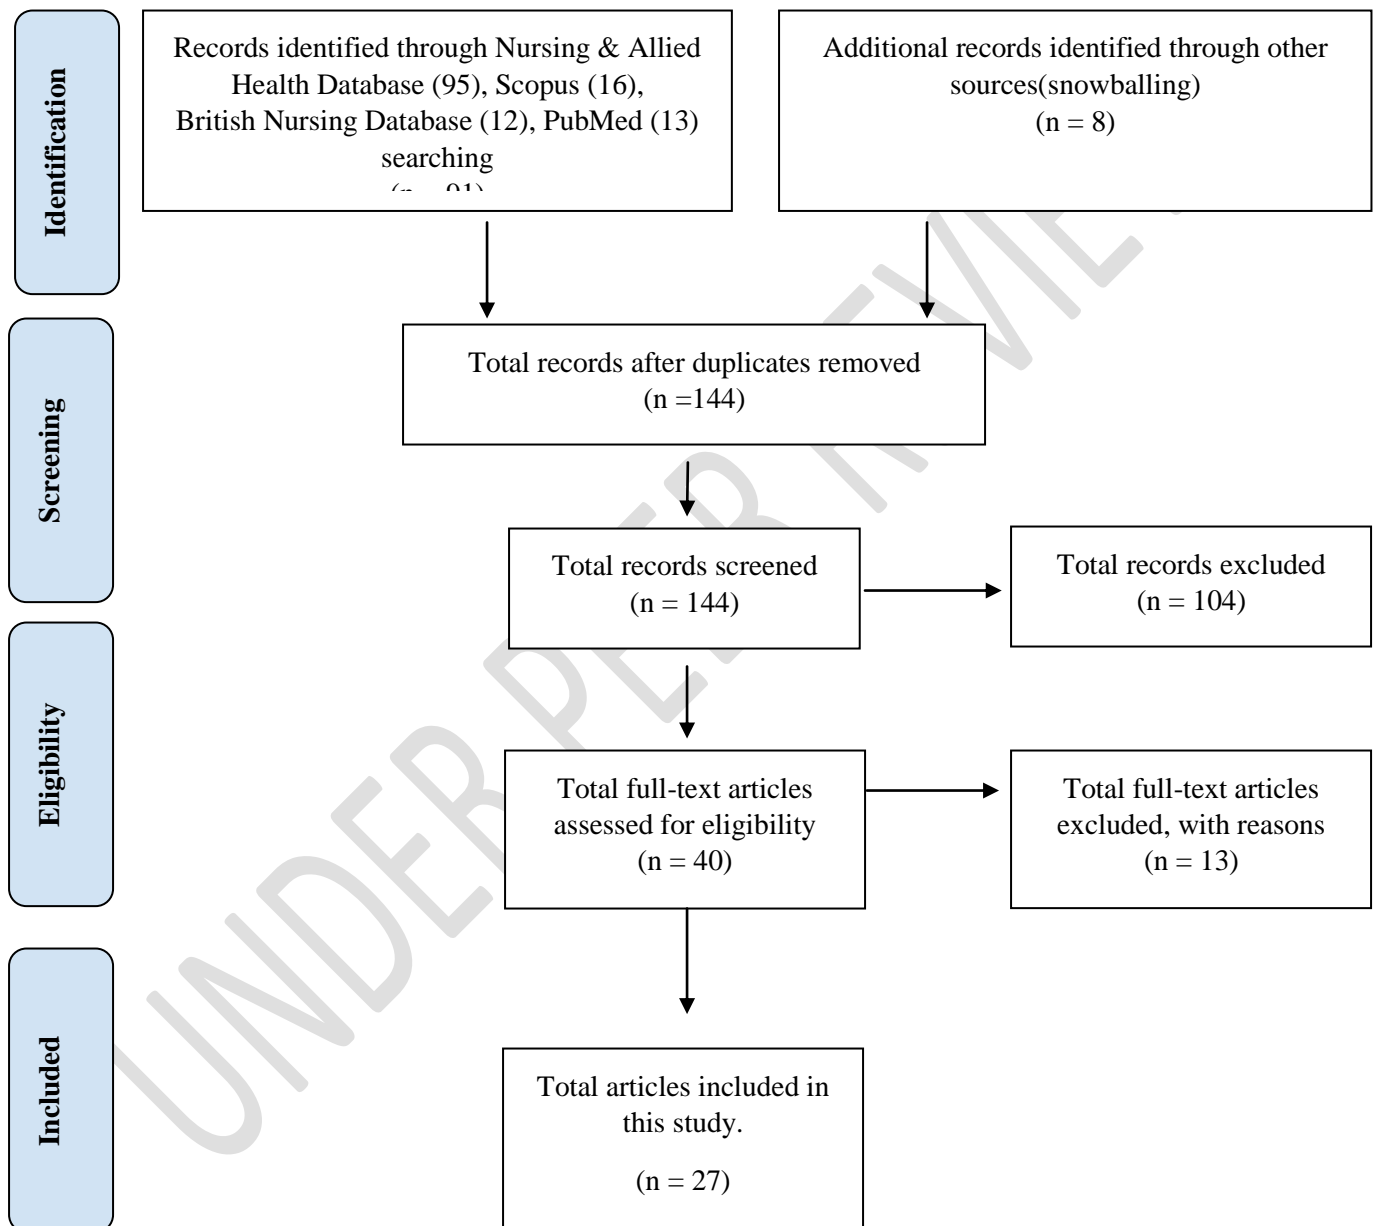 Identification
Records identified through Nursing & Allied
Health Database (95), Scopus (16),
British Nursing Database (12), PubMed (13)
searching
Additional records identified through other
sources(snowballing)
(n = 8)
Screening
Total records after duplicates removed
(n =144)
Total records screened
(n = 144)
Total records excluded
(n = 104)
Eligibility
Total full-text articles
assessed for eligibility
(n = 40)
Total full-text articles
excluded, with reasons
(n = 13)
Included
Total articles included in
this study.
(n = 27)
UNDER PEER REVIE